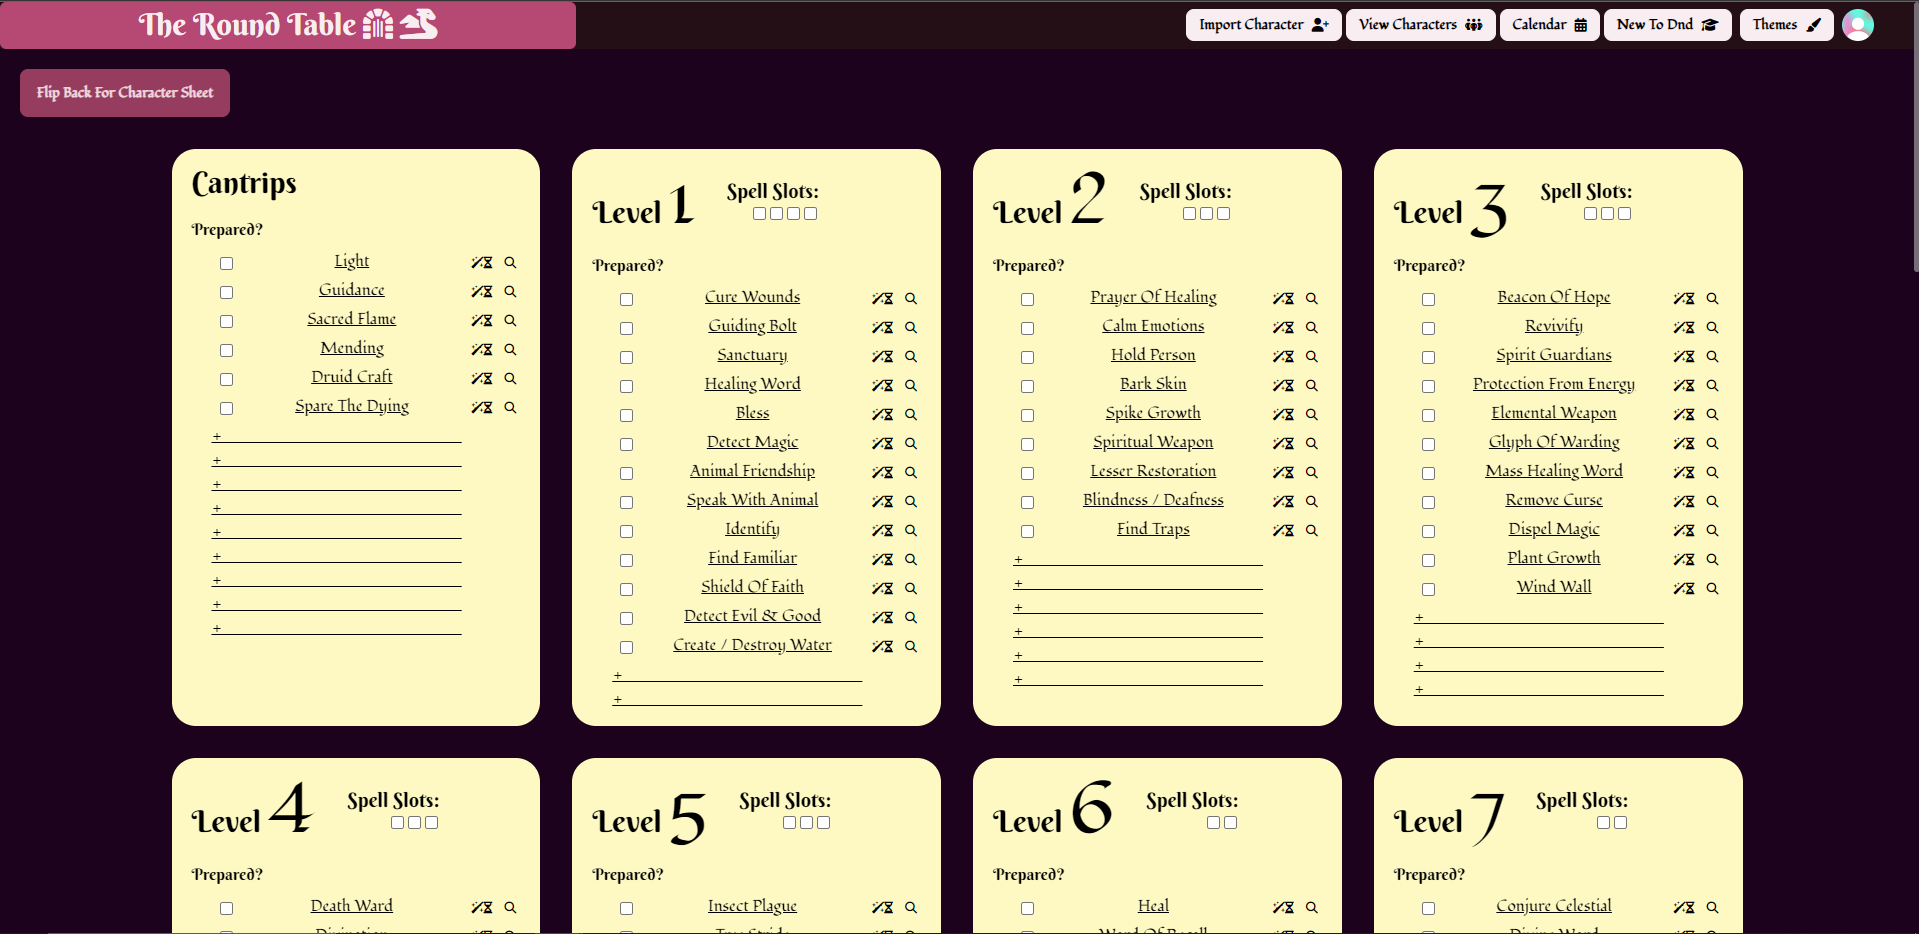 The Round Table
Import Character
View Characters
Calendar
New To Dnd
Themes
Flip Back For Character Sheet
Cantrips
Prepared?
Light
Guidance
Sacred Flame
Mending
Druid Craft
Spare The Dying
+
+
+
+
+
+
+
+
+
Level 1
Spell Slots:
Prepared?
Cure Wounds
Guiding Bolt
Sanctuary
Healing Word
Bless
Detect Magic
Animal Friendship
Speak With Animal
Identify
Find Familiar
Shield Of Faith
Detect Evil & Good
Create / Destroy Water
+
+
Level 2
Spell Slots:
Prepared?
Prayer Of Healing
Calm Emotions
Hold Person
Bark Skin
Spike Growth
Spiritual Weapon
Lesser Restoration
Blindness / Deafness
Find Traps
+
+
+
+
+
+
Level 3
Spell Slots:
Prepared?
Beacon Of Hope
Revivify
Spirit Guardians
Protection From Energy
Elemental Weapon
Glyph Of Warding
Mass Healing Word
Remove Curse
Dispel Magic
Plant Growth
Wind Wall
+
+
+
+
Level 4
Spell Slots:
Prepared?
Death Ward
Level 5
Spell Slots:
Prepared?
Insect Plague
Level 6
Spell Slots:
Prepared?
Heal
Level 7
Spell Slots:
Prepared?
Conjure Celestial